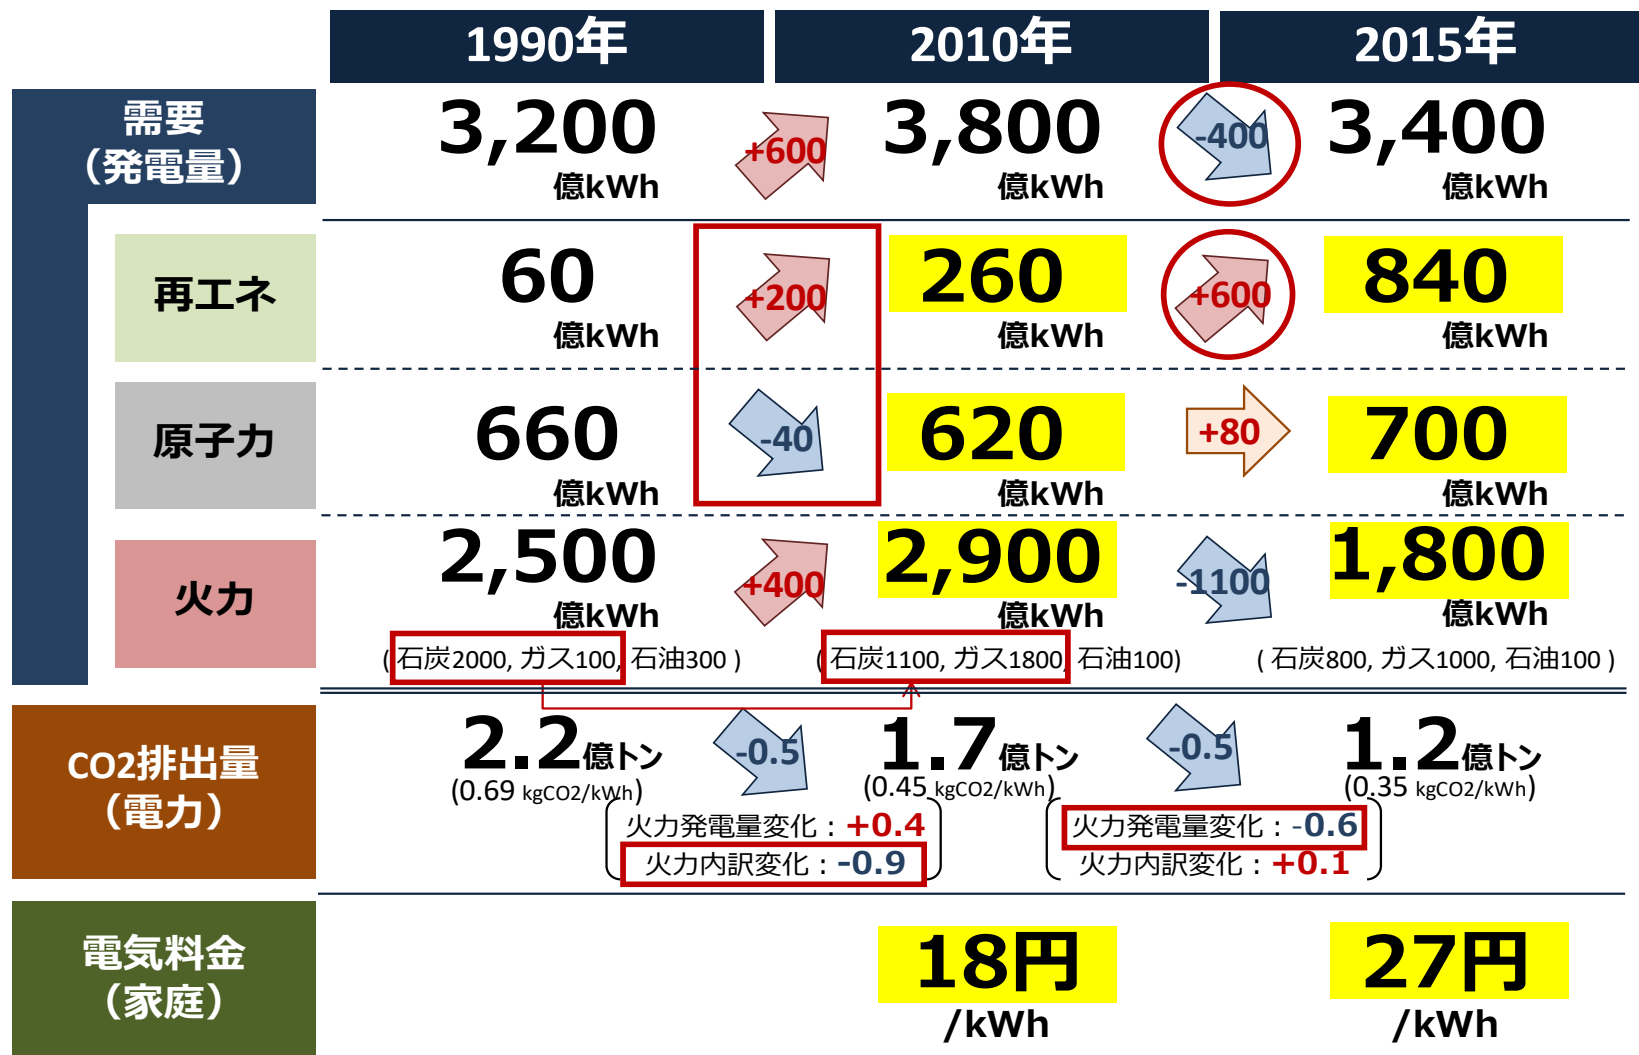 1990年
2010年
2015年
需要
（発電量）
3,200
億kWh
+600
3,800
億kWh
-400
3,400
億kWh
再エネ
60
億kWh
+200
260
億kWh
+600
840
億kWh
原子力
660
億kWh
-40
620
億kWh
+80
700
億kWh
火力
2,500
億kWh
+400
2,900
億kWh
-1100
1,800
億kWh
( 石炭2000, ガス100, 石油300 )
( 石炭1100, ガス1800, 石油100)
( 石炭800, ガス1000, 石油100 )
CO2排出量
（電力）
2.2億トン
(0.69 kgCO2/kWh)
-0.5
1.7億トン
(0.45 kgCO2/kWh)
-0.5
1.2億トン
(0.35 kgCO2/kWh)
火力発電量変化：+0.4
火力内訳変化：-0.9
火力発電量変化：-0.6
火力内訳変化：+0.1
電気料金
（家庭）
18円
/kWh
27円
/kWh